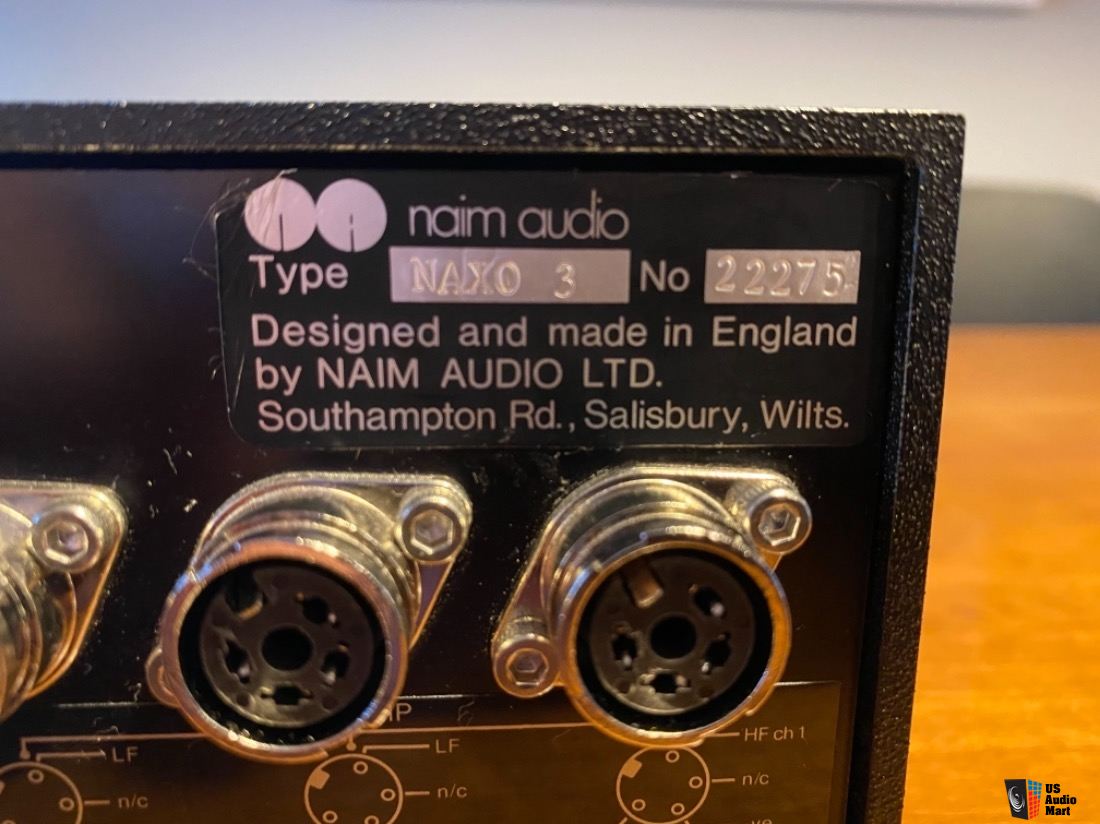 naim audio
Type NAXO 3 No 22275
Designed and made in England
by NAIM AUDIO LTD.
Southampton Rd., Salisbury, Wilts.
LF
n/c
LF
n/c
HF ch 1
n/c
US
Audio
Mart